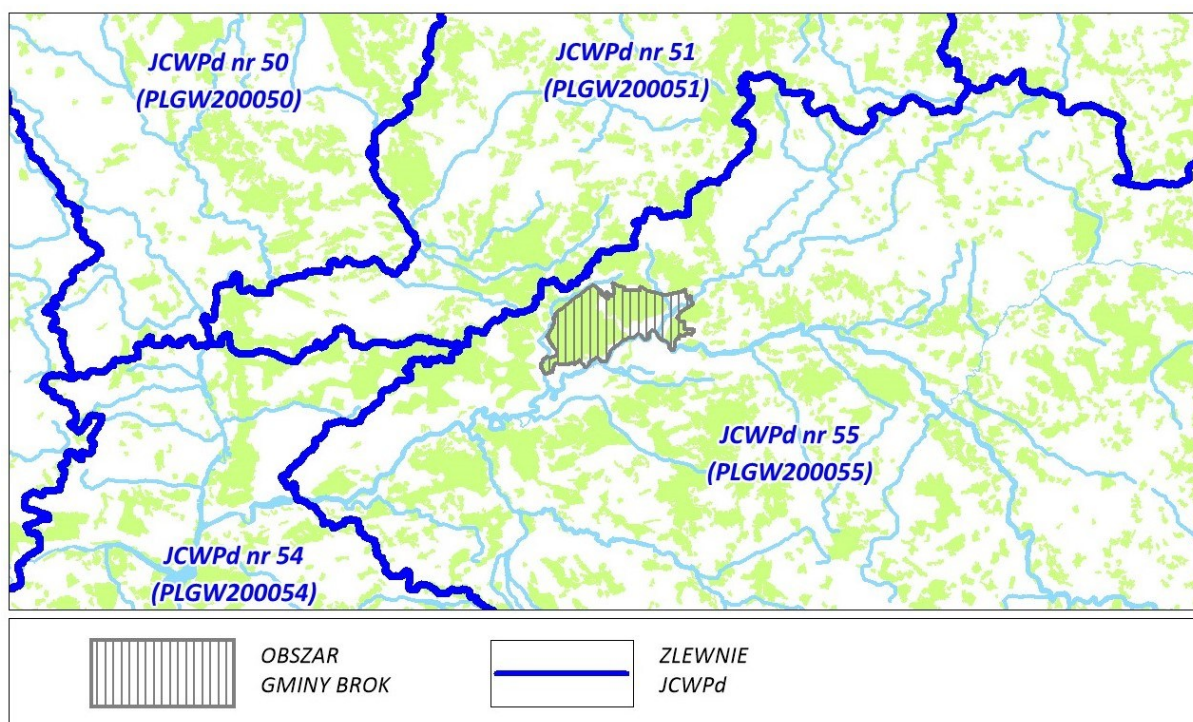 JCWPd nr 50
(PLGW200050)
JCWPd nr 51
(PLGW200051)
JCWPd nr 55
(PLGW200055)
JCWPd nr 54
(PLGW200054)
OBSZAR
GMINY BROK
ZLEWNIE
JCWPd